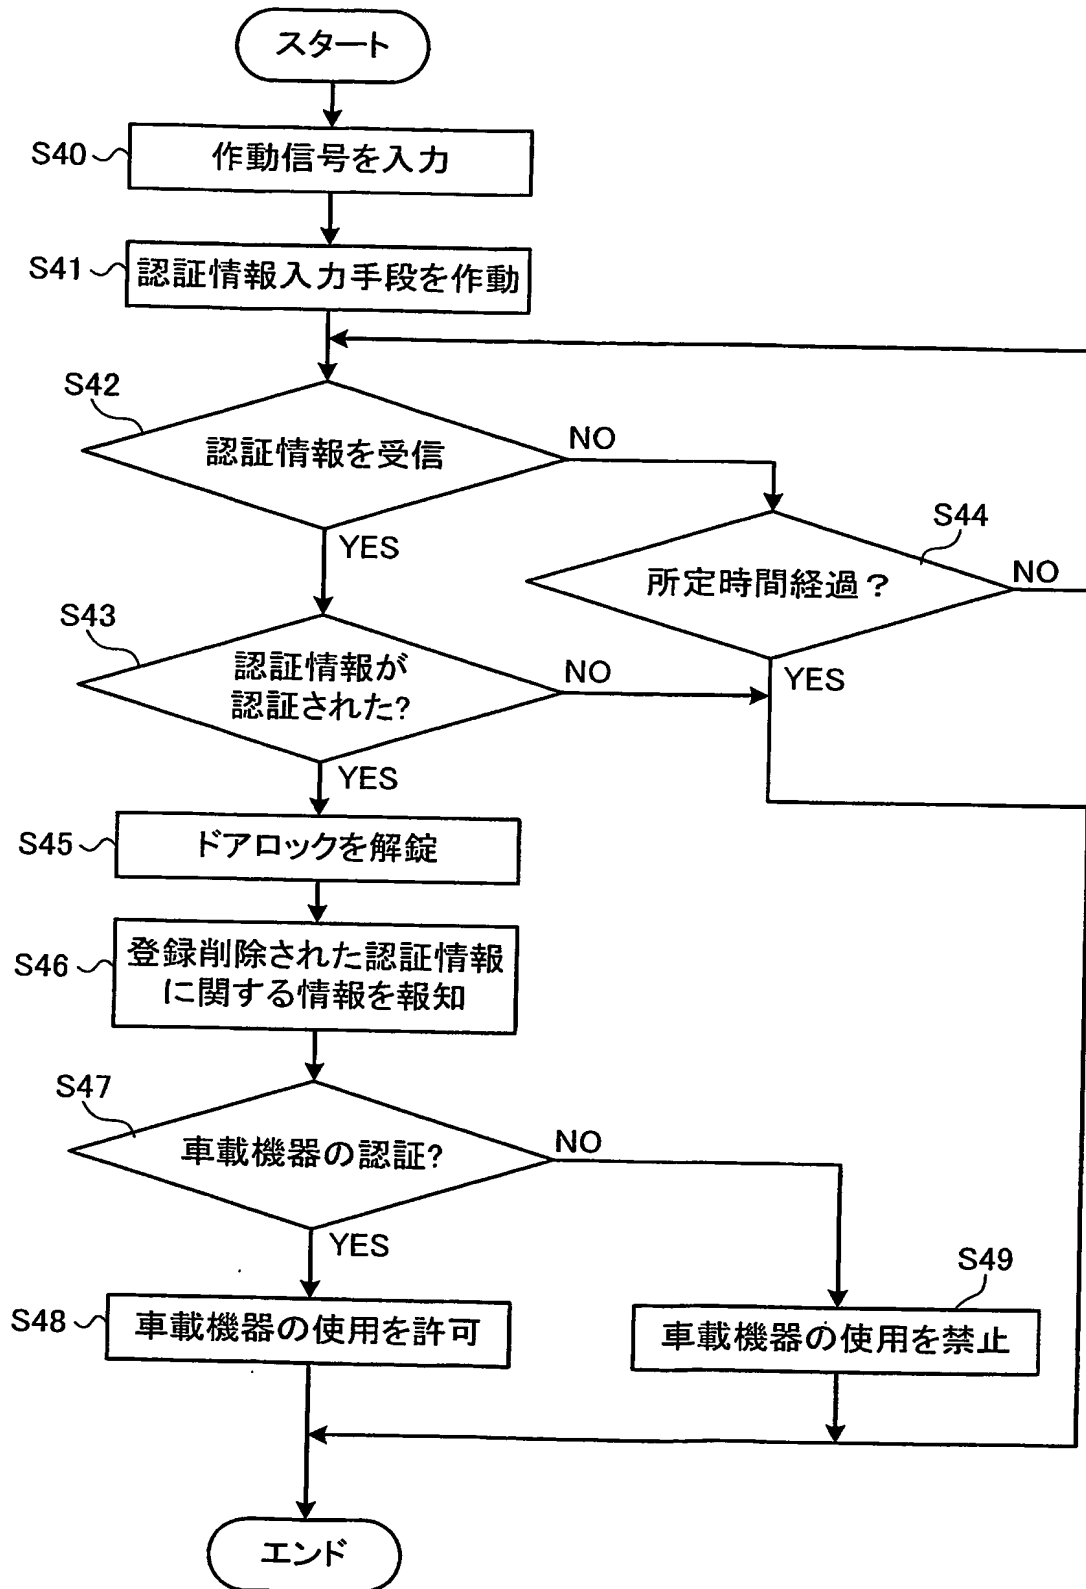 スタート
S40
作動信号を入力
S41
認証情報入力手段を作動
S42
認証情報を受信
NO
YES
S44
所定時間経過？
NO
YES
S43
認証情報が
認証された?
NO
YES
S45
ドアロックを解錠
S46
登録削除された認証情報
に関する情報を報知
S47
車載機器の認証?
NO
YES
S48
車載機器の使用を許可
S49
車載機器の使用を禁止
エンド